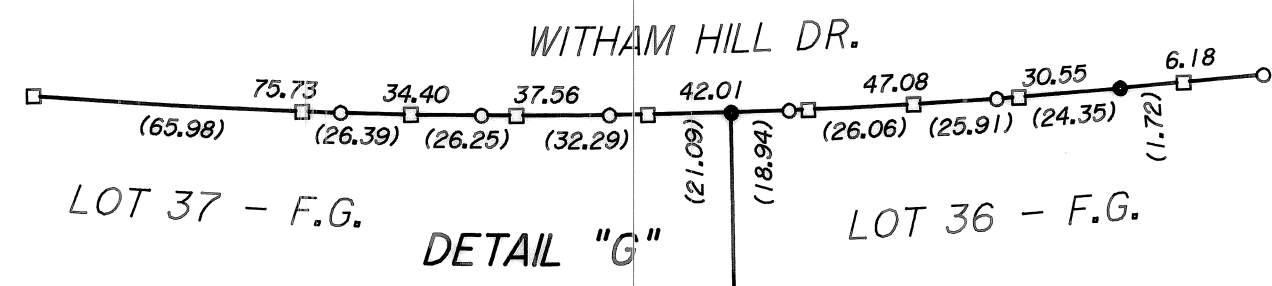 WITHAM HILL DR.
75.73 34.40 37.56 42.01 47.08 30.55 6.18
(65.98) (26.39) (26.25) (32.29) (21.09) (18.94) (26.06) (25.91) (24.35) (1.72)
LOT 37 - F.G.
LOT 36 - F.G.
DETAIL "G"